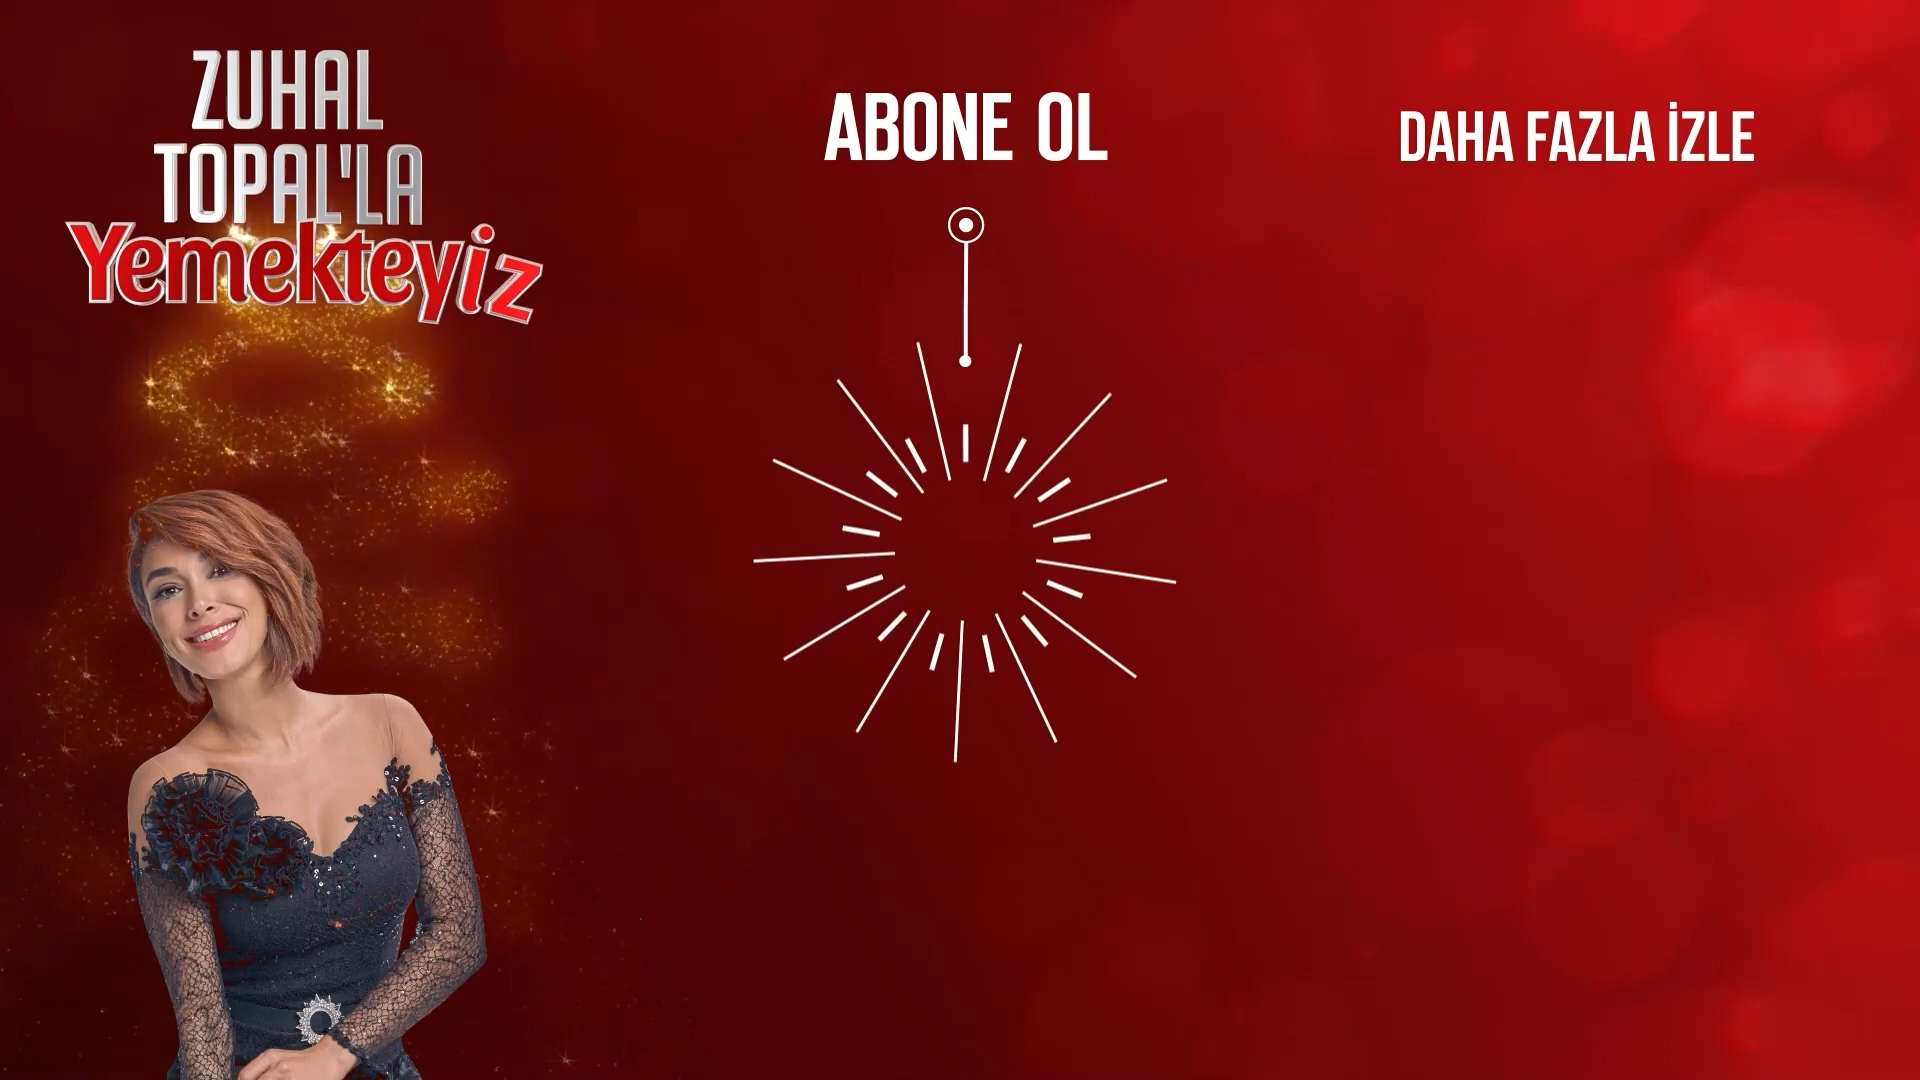 ZUHAL
TOPAL'LA
Yemekteyiz
ABONE OL
DAHA FAZLA İZLE